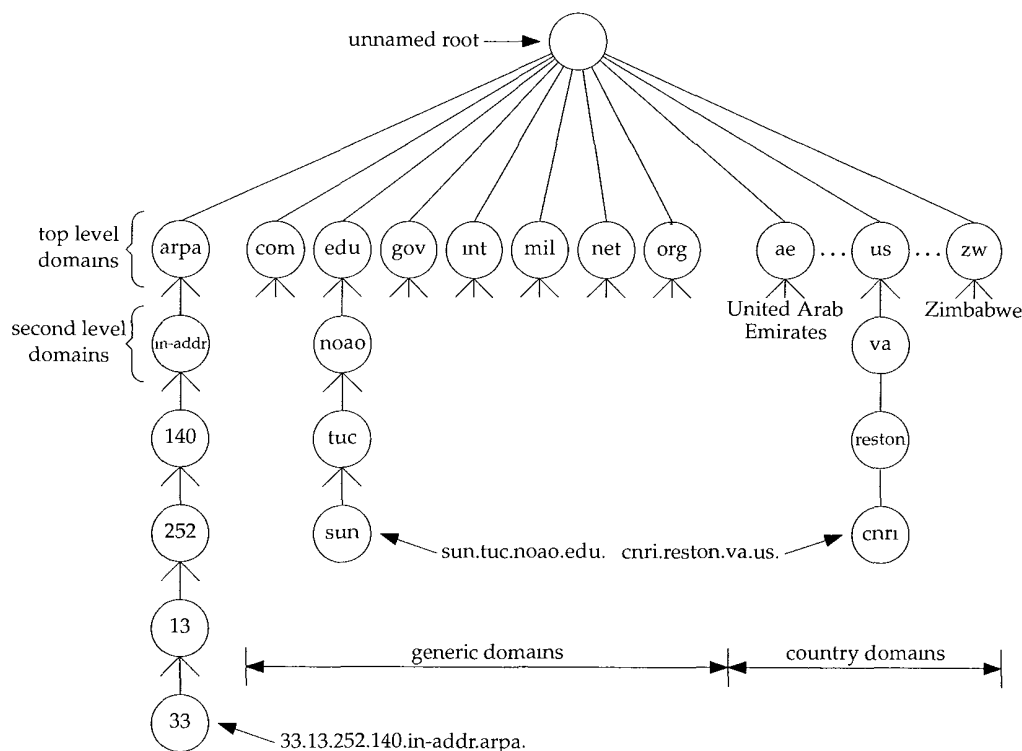 unnamed root
top level
domains
arpa com edu gov int mil net org ae ... us ... zw
United Arab
Emirates
Zimbabwe
second level
domains
in-addr noao va
140 tuc reston
252 sun cnri
sun.tuc.noao.edu. cnri.reston.va.us.
13
generic domains country domains
33
33.13.252.140.in-addr.arpa.